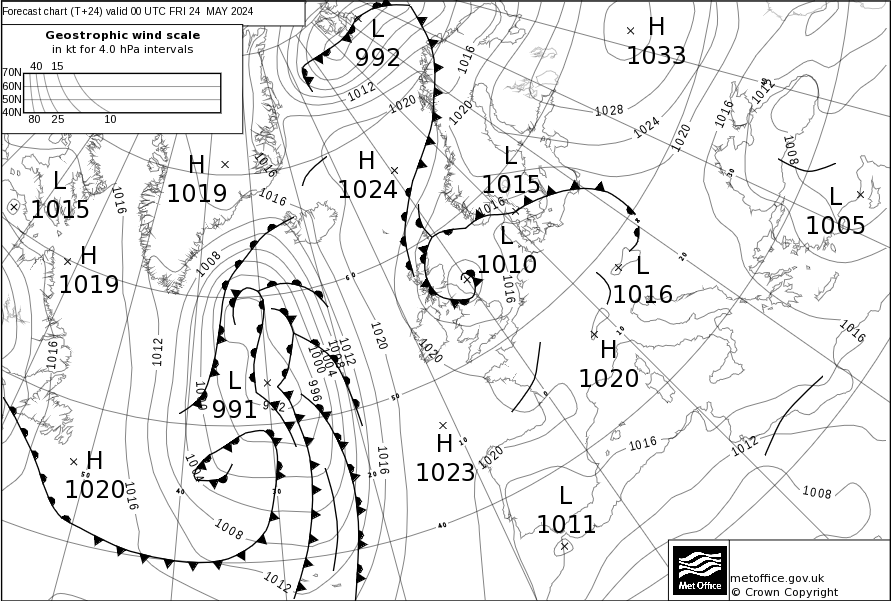 Forecast chart (T+24) valid 00 UTC FRI 24 MAY 2024
Geostrophic wind scale
in kt for 4.0 hPa intervals
40 15
70N
60N
50N
40N
80 25 10
L
992
H
1033
1016
1012
1020
1020
1028
1024
1020
1016
1012
1008
H
1019
1016
1016
H
1024
L
1015
1016
L
1015
1016
L
1005
H
1019
1008
60
L
1010
1016
20
L
1016
10
1016
1012
1020
1020
1012
1008
1004
1000
996
H
1020
1016
L
991
992
50
0
H
1020
50
1016
1004
40
30
20
1016
H
1023
10
1020
1016
1012
1008
1008
40
L
1011
1012
Met Office
metoffice.gov.uk
© Crown Copyright